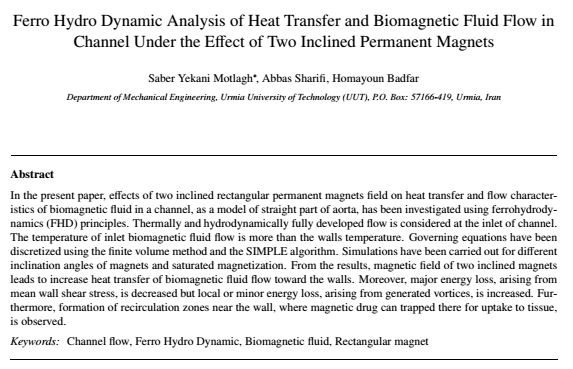 Ferro Hydro Dynamic Analysis of Heat Transfer and Biomagnetic Fluid Flow in
Channel Under the Effect of Two Inclined Permanent Magnets
Saber Yekani Motlagh*, Abbas Sharifi, Homayoun Badfar
Department of Mechanical Engineering, Urmia University of Technology (UUT), P.O. Box: 57166-419, Urmia, Iran
Abstract
In the present paper, effects of two inclined rectangular permanent magnets field on heat transfer and flow character-
istics of biomagnetic fluid in a channel, as a model of straight part of aorta, has been investigated using ferrohydrody-
namics (FHD) principles. Thermally and hydrodynamically fully developed flow is considered at the inlet of channel.
The temperature of inlet biomagnetic fluid flow is more than the walls temperature. Governing equations have been
discretized using the finite volume method and the SIMPLE algorithm. Simulations have been carried out for different
inclination angles of magnets and saturated magnetization. From the results, magnetic field of two inclined magnets
leads to increase heat transfer of biomagnetic fluid flow toward the walls. Moreover, major energy loss, arising from
mean wall shear stress, is decreased but local or minor energy loss, arising from generated vortices, is increased. Fur-
thermore, formation of recirculation zones near the wall, where magnetic drug can trapped there for uptake to tissue,
is observed.
Keywords: Channel flow, Ferro Hydro Dynamic, Biomagnetic fluid, Rectangular magnet